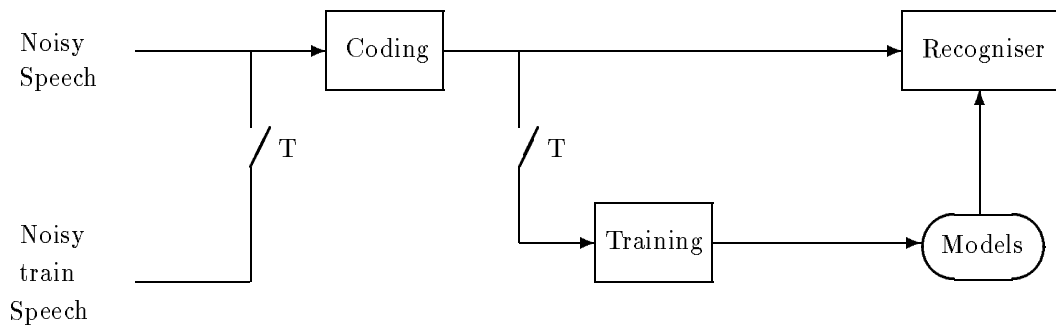 Noisy
Speech
Coding
Recogniser
T
T
Noisy
train
Speech
Training
Models